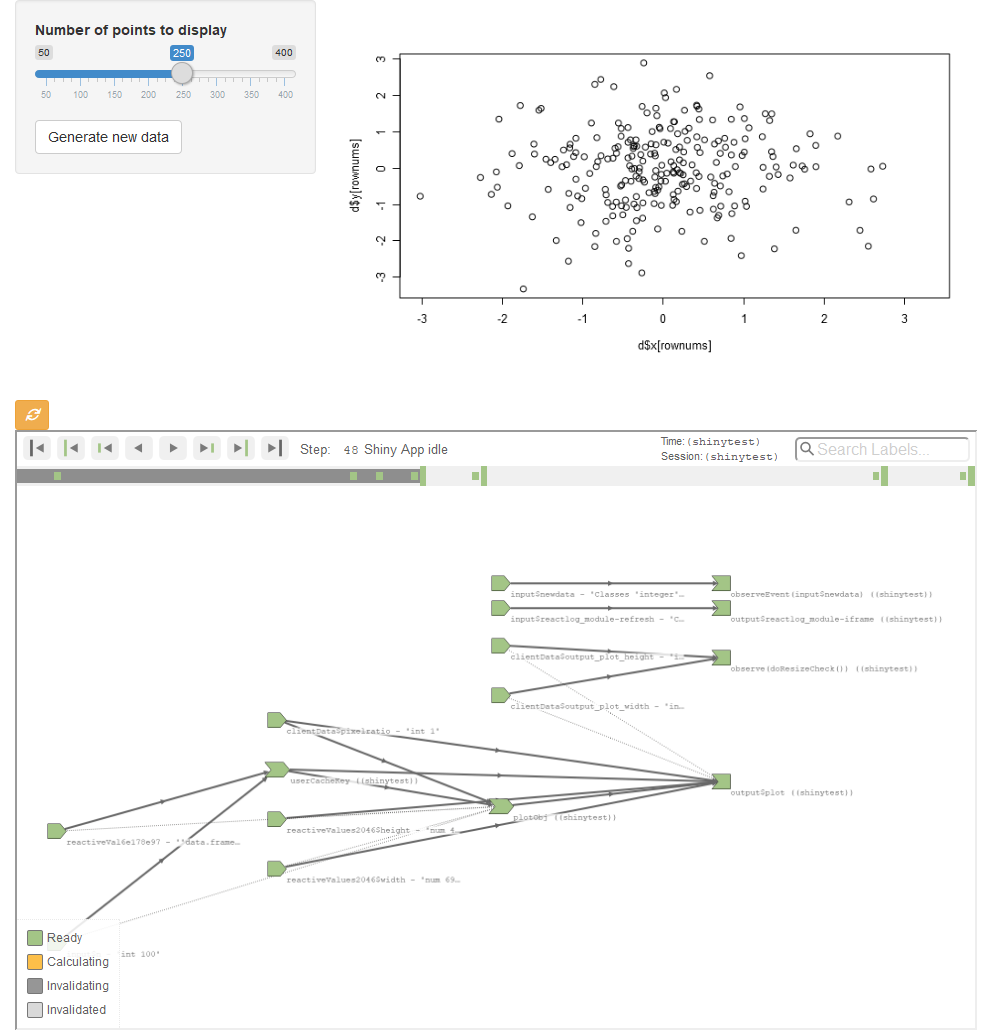 Number of points to display
50 250 400
50 100 150 200 250 300 350 400
Generate new data
d$y[rownums]
3
2
1
0
-1
-2
-3
-3 -2 -1 0 1 2 3
d$x[rownums]
Step: 48 Shiny App idle
Time: (shinytest)
Session: (shinytest)
Search Labels...
input$newdata - "Classes 'integer'…
observeEvent(input$newdata) ((shinytest))
input$reactlog_module-refresh - "C…
output$reactlog_module-iframe ((shinytest))
clientData$output_plot_height - "i…
observe(doResizeCheck()) ((shinytest))
clientData$output_plot_width - "in…
clientData$pixelratio - "int 1"
userCacheKey ((shinytest))
output$plot ((shinytest))
plotObj ((shinytest))
reactiveValues2046$height - "num 4…
reactiveVal6e178e97 - "'data.frame…
reactiveValues2046$width - "num 69…
int 100"
Ready
Calculating
Invalidating
Invalidated